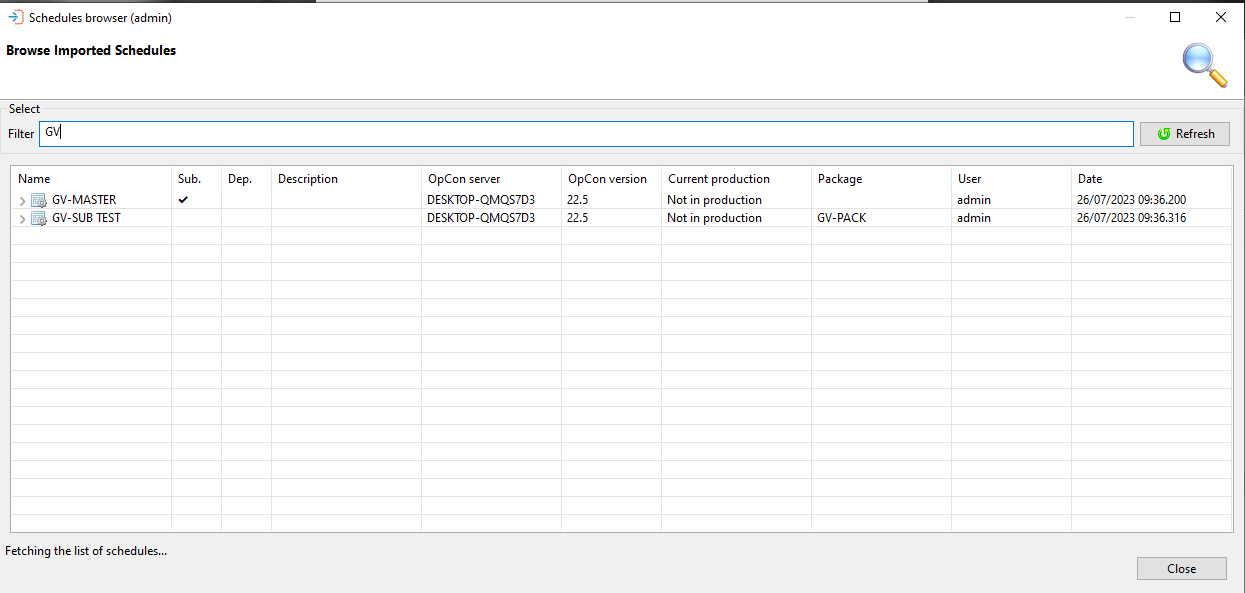 Schedules browser (admin)
Browse Imported Schedules
Select
Filter GV Refresh
Name Sub. Dep. Description OpCon server OpCon version Current production Package User Date
GV-MASTER ✔ DESKTOP-QMQS7D3 22.5 Not in production admin 26/07/2023 09:36.200
GV-SUB TEST DESKTOP-QMQS7D3 22.5 Not in production GV-PACK admin 26/07/2023 09:36.316
Fetching the list of schedules...
Close